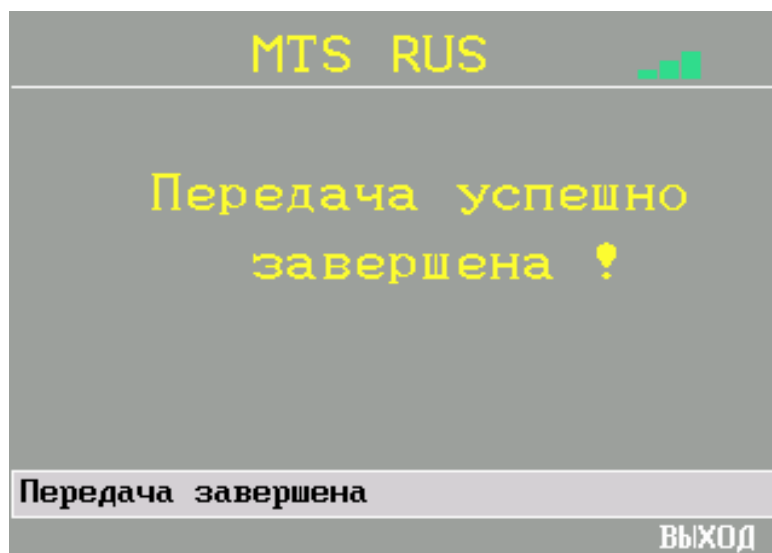 MTS RUS
Передача успешно
завершена !
Передача завершена
ВЫХОД